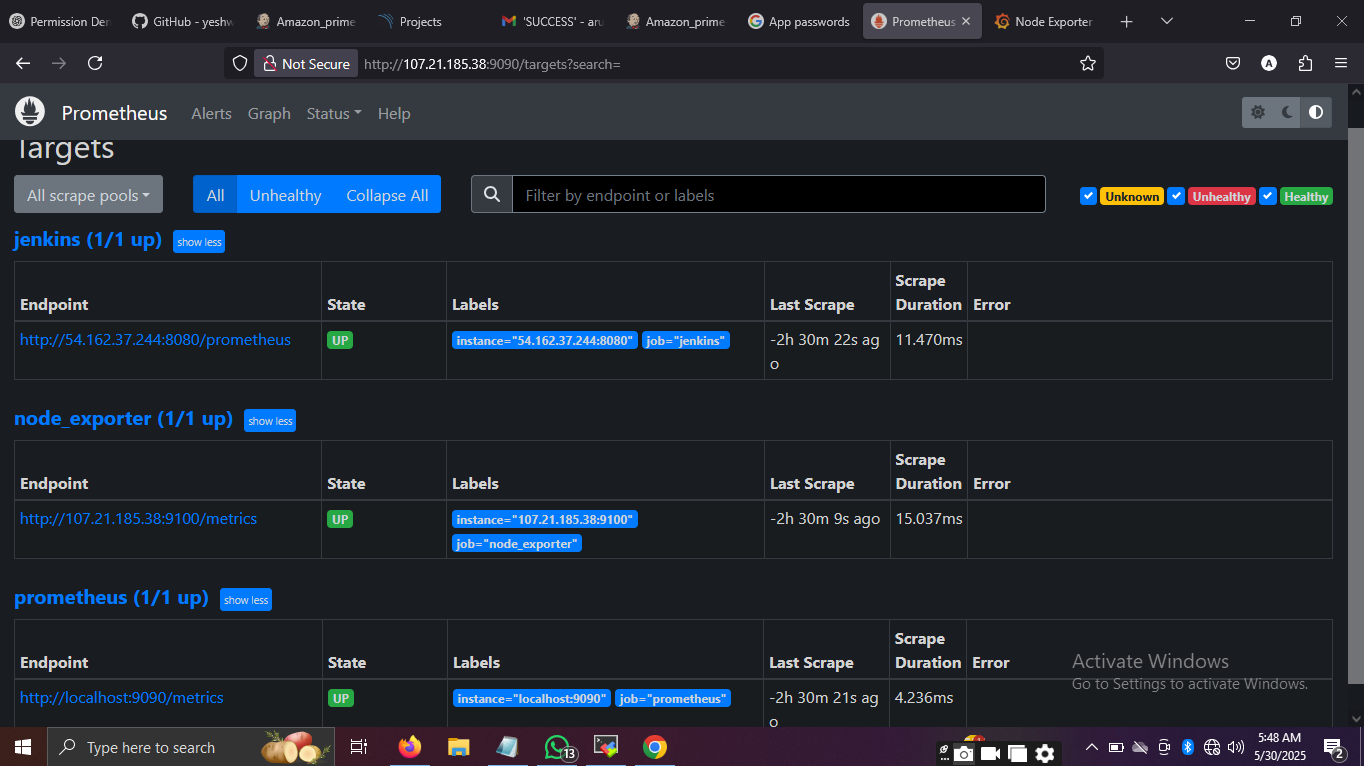 Permission Den
GitHub - yeshw
Amazon_prime
Projects
'SUCCESS' - aru
Amazon_prime
App passwords
Prometheus
Node Exporter
Not Secure
http://107.21.185.38:9090/targets?search=
A
Prometheus
Alerts
Graph
Status
Help
Targets
All scrape pools
All
Unhealthy
Collapse All
Filter by endpoint or labels
Unknown
Unhealthy
Healthy
jenkins (1/1 up)
show less
Endpoint
State
Labels
Last Scrape
Scrape
Duration
Error
http://54.162.37.244:8080/prometheus
UP
instance="54.162.37.244:8080"
job="jenkins"
-2h 30m 22s ag
o
11.470ms
node_exporter (1/1 up)
show less
Endpoint
State
Labels
Last Scrape
Scrape
Duration
Error
http://107.21.185.38:9100/metrics
UP
instance="107.21.185.38:9100"
job="node_exporter"
-2h 30m 9s ago
15.037ms
prometheus (1/1 up)
show less
Endpoint
State
Labels
Last Scrape
Scrape
Duration
Error
http://localhost:9090/metrics
UP
instance="localhost:9090"
job="prometheus"
-2h 30m 21s ag
o
4.236ms
Activate Windows
Go to Settings to activate Windows.
Type here to search
13
5:48 AM
5/30/2025
2